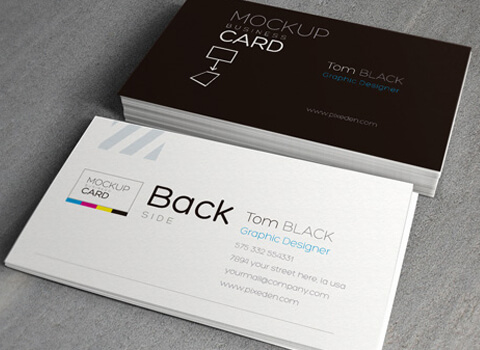 MOCKUP
BUSINESS
CARD
Tom BLACK
Graphic Designer
www.pixeden.com
MOCKUP
CARD
Back
SIDE
Tom BLACK
Graphic Designer
575 332 554331
7894 your street here, ia usa
yourmail@company.com
www.pixeden.com